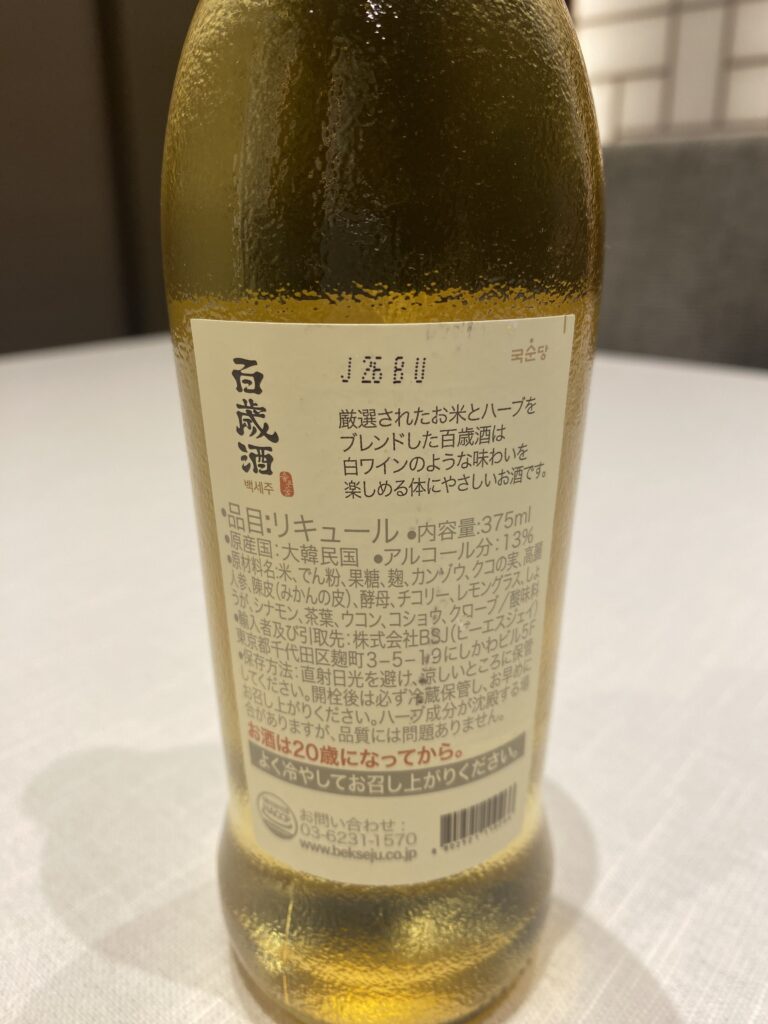 百歳酒
백세주
J 26 B U
국순당
厳選されたお米とハーブを
ブレンドした百歳酒は
白ワインのような味わいを
楽しめる体にやさしいお酒です。
●品目:リキュール ●内容量:375ml
●原産国:大韓民国 ●アルコール分:13%
●原材料名:米、でん粉、果糖、麹、カンゾウ、クコの実、高麗
人参、陳皮(みかんの皮)、酵母、チコリー、レモングラス、しょ
うが、シナモン、茶葉、ウコン、コショウ、クローブ/酸味料
●輸入者及び引取先:株式会社BSJ(ビーエスジェイ)
東京都千代田区麹町3-5-19にしかわビル5F
●保存方法:直射日光を避け、涼しいところに保管
してください。開栓後は必ず冷蔵保管し、お早めに
お召し上がりください。ハーブ成分が沈殿する場
合がありますが、品質には問題ありません。
お酒は20歳になってから。
よく冷やしてお召し上がりください。
HACCP
お問い合わせ:
03-6231-1570
www.bekseju.co.jp